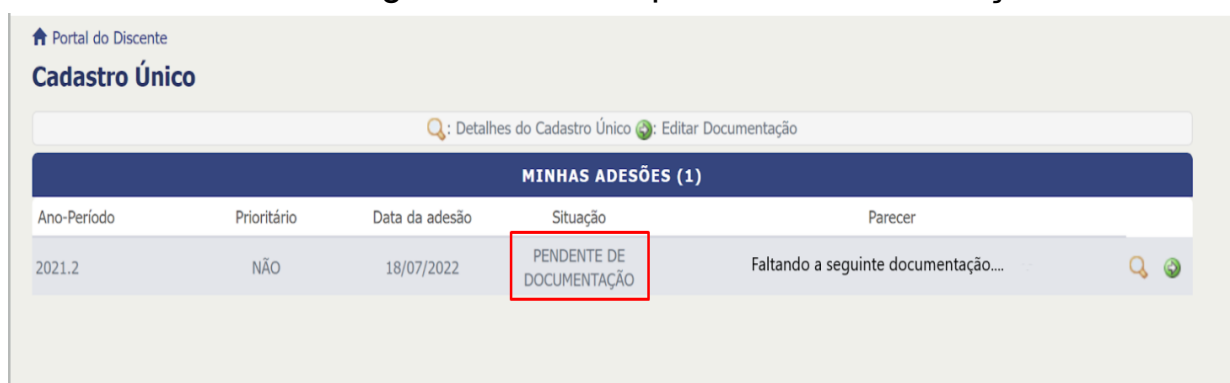 Portal do Discente
Cadastro Único
: Detalhes do Cadastro Único : Editar Documentação
MINHAS ADESÕES (1)
Ano-Período Prioritário Data da adesão Situação Parecer
2021.2 NÃO 18/07/2022 PENDENTE DE DOCUMENTAÇÃO Faltando a seguinte documentação....